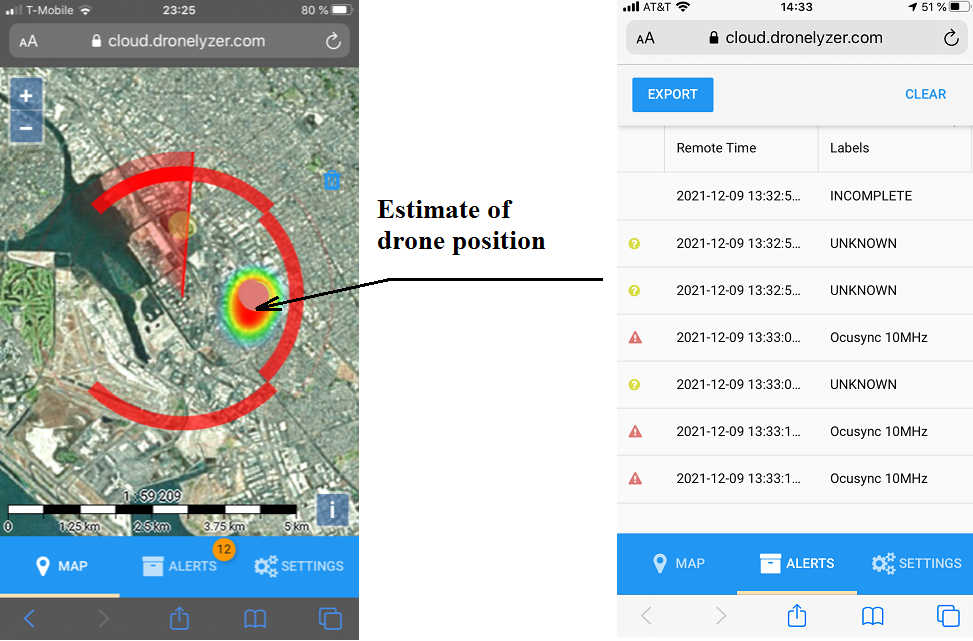 T-Mobile 23:25 80 %
AA cloud.dronelyzer.com
+
−
1 : 59 209
0 1.25 km 2.5 km 3.75 km 5 km
i
12
MAP ALERTS SETTINGS
Estimate of
drone position
AT&T 14:33 51 %
AA cloud.dronelyzer.com
EXPORT CLEAR
Remote Time Labels
2021-12-09 13:32:5... INCOMPLETE
? 2021-12-09 13:32:5... UNKNOWN
? 2021-12-09 13:32:5... UNKNOWN
2021-12-09 13:33:0... Ocusync 10MHz
? 2021-12-09 13:33:0... UNKNOWN
2021-12-09 13:33:1... Ocusync 10MHz
2021-12-09 13:33:1... Ocusync 10MHz
MAP ALERTS SETTINGS